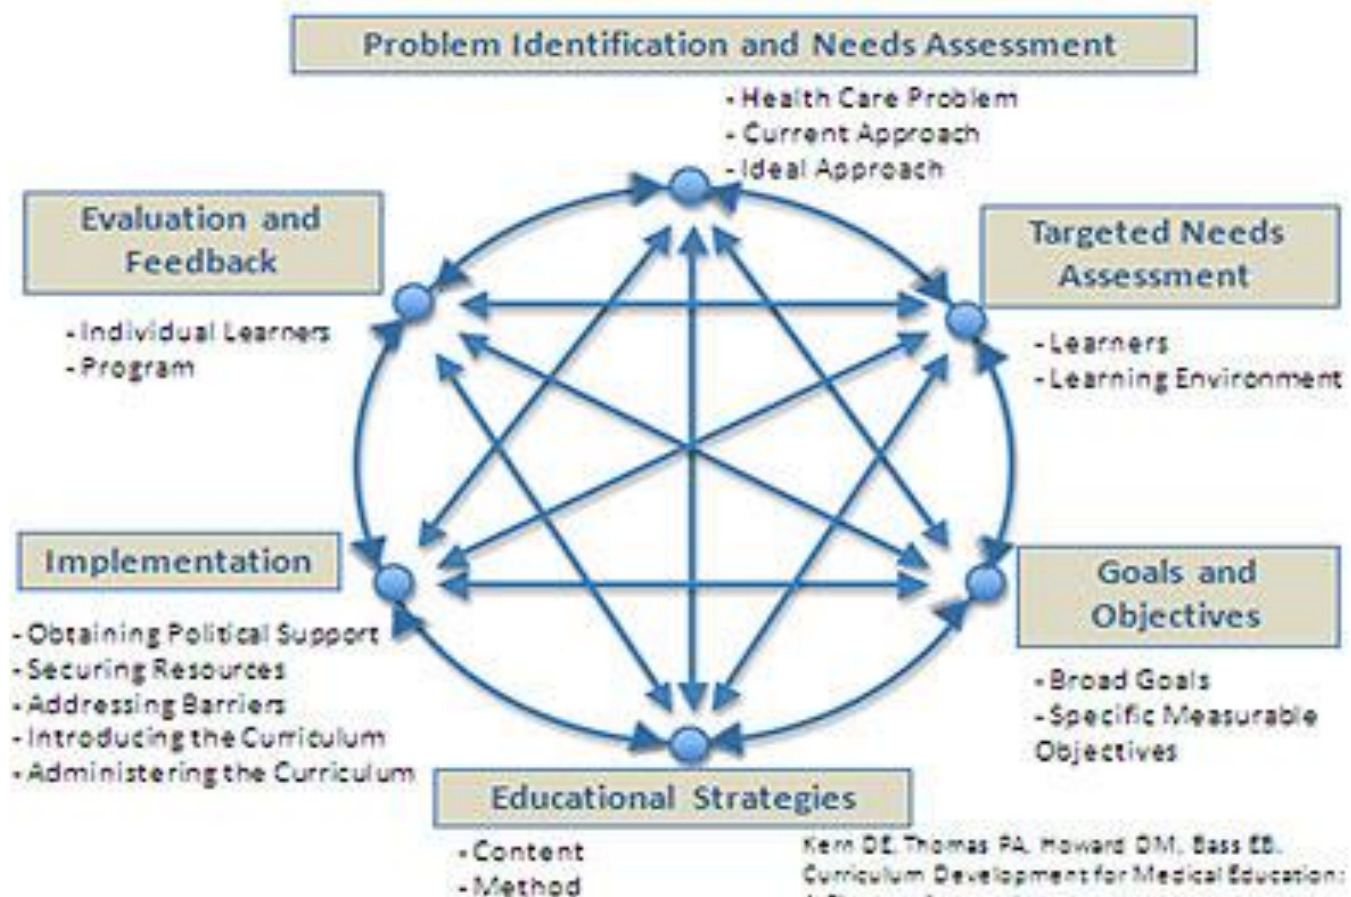 Problem Identification and Needs Assessment
- Health Care Problem
- Current Approach
- Ideal Approach
Evaluation and
Feedback
- Individual Learners
- Program
Targeted Needs
Assessment
- Learners
- Learning Environment
Implementation
- Obtaining Political Support
- Securing Resources
- Addressing Barriers
- Introducing the Curriculum
- Administering the Curriculum
Goals and
Objectives
- Broad Goals
- Specific Measurable
Objectives
Educational Strategies
- Content
- Method
Kern DE, Thomas PA, Howard DM, Bass EB.
Curriculum Development for Medical Education: